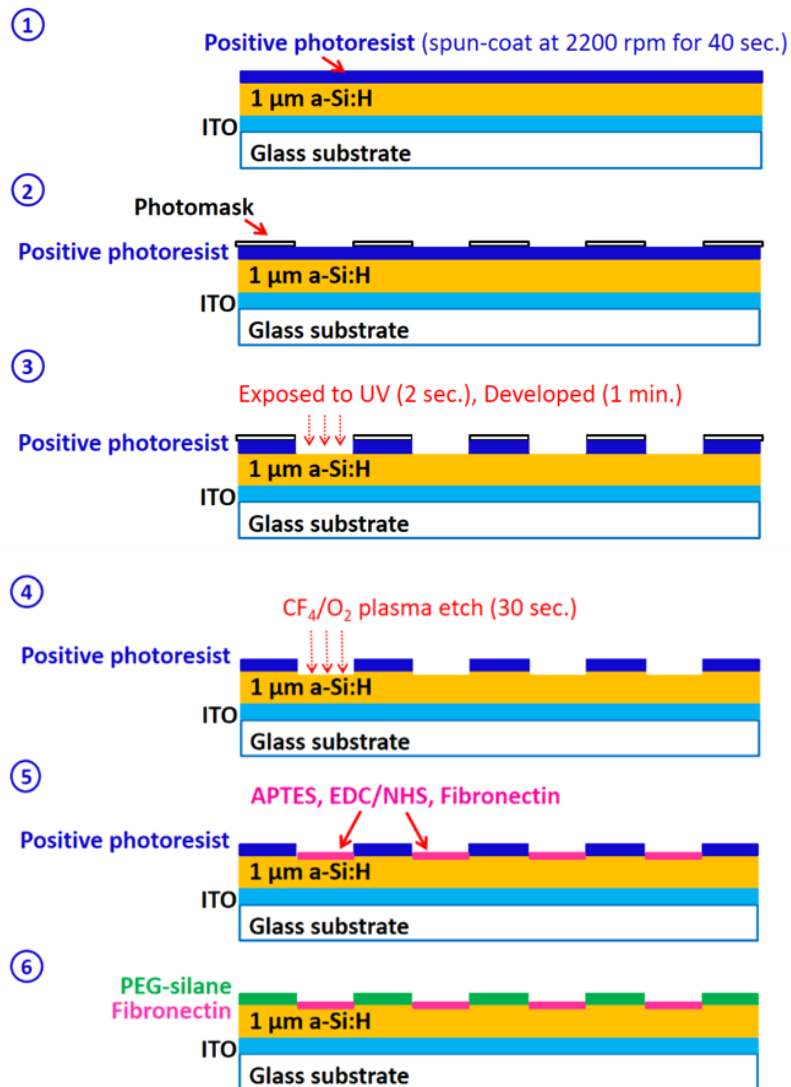 ①
Positive photoresist (spun-coat at 2200 rpm for 40 sec.)
1 µm a-Si:H
ITO
Glass substrate
②
Photomask
Positive photoresist
1 µm a-Si:H
ITO
Glass substrate
③
Exposed to UV (2 sec.), Developed (1 min.)
Positive photoresist
1 µm a-Si:H
ITO
Glass substrate
④
CF₄/O₂ plasma etch (30 sec.)
Positive photoresist
1 µm a-Si:H
ITO
Glass substrate
⑤
APTES, EDC/NHS, Fibronectin
Positive photoresist
1 µm a-Si:H
ITO
Glass substrate
⑥
PEG-silane
Fibronectin
1 µm a-Si:H
ITO
Glass substrate